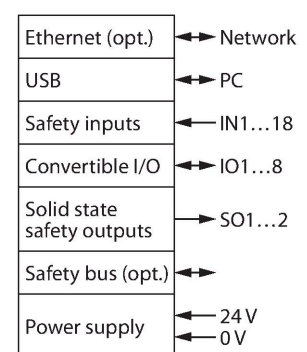 Ethernet (opt.) Network
USB PC
Safety inputs IN1...18
Convertible I/O IO1...8
Solid state
safety outputs SO1...2
Safety bus (opt.)
Power supply 24 V
0 V